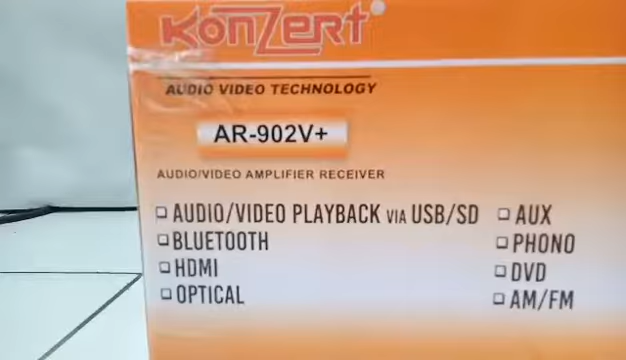 KonZert
AUDIO VIDEO TECHNOLOGY
AR-902V+
AUDIO/VIDEO AMPLIFIER RECEIVER
AUDIO/VIDEO PLAYBACK VIA USB/SD
BLUETOOTH
HDMI
OPTICAL
AUX
PHONO
DVD
AM/FM